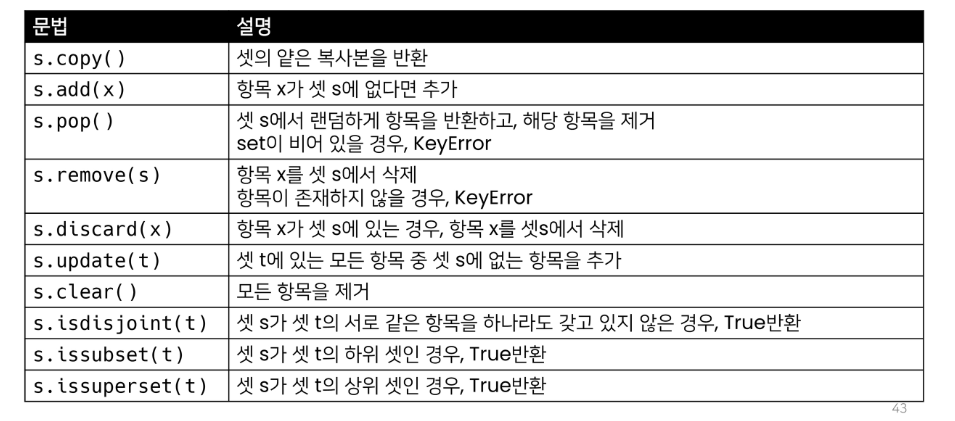 문법 설명
s.copy() 셋의 얕은 복사본을 반환
s.add(x) 항목 x가 셋 s에 없다면 추가
s.pop() 셋 s에서 랜덤하게 항목을 반환하고, 해당 항목을 제거
set이 비어 있을 경우, KeyError
s.remove(s) 항목 x를 셋 s에서 삭제
항목이 존재하지 않을 경우, KeyError
s.discard(x) 항목 x가 셋 s에 있는 경우, 항목 x를 셋s에서 삭제
s.update(t) 셋 t에 있는 모든 항목 중 셋 s에 없는 항목을 추가
s.clear() 모든 항목을 제거
s.isdisjoint(t) 셋 s가 셋 t의 서로 같은 항목을 하나라도 갖고 있지 않은 경우, True반환
s.issubset(t) 셋 s가 셋 t의 하위 셋인 경우, True반환
s.issuperset(t) 셋 s가 셋 t의 상위 셋인 경우, True반환
43